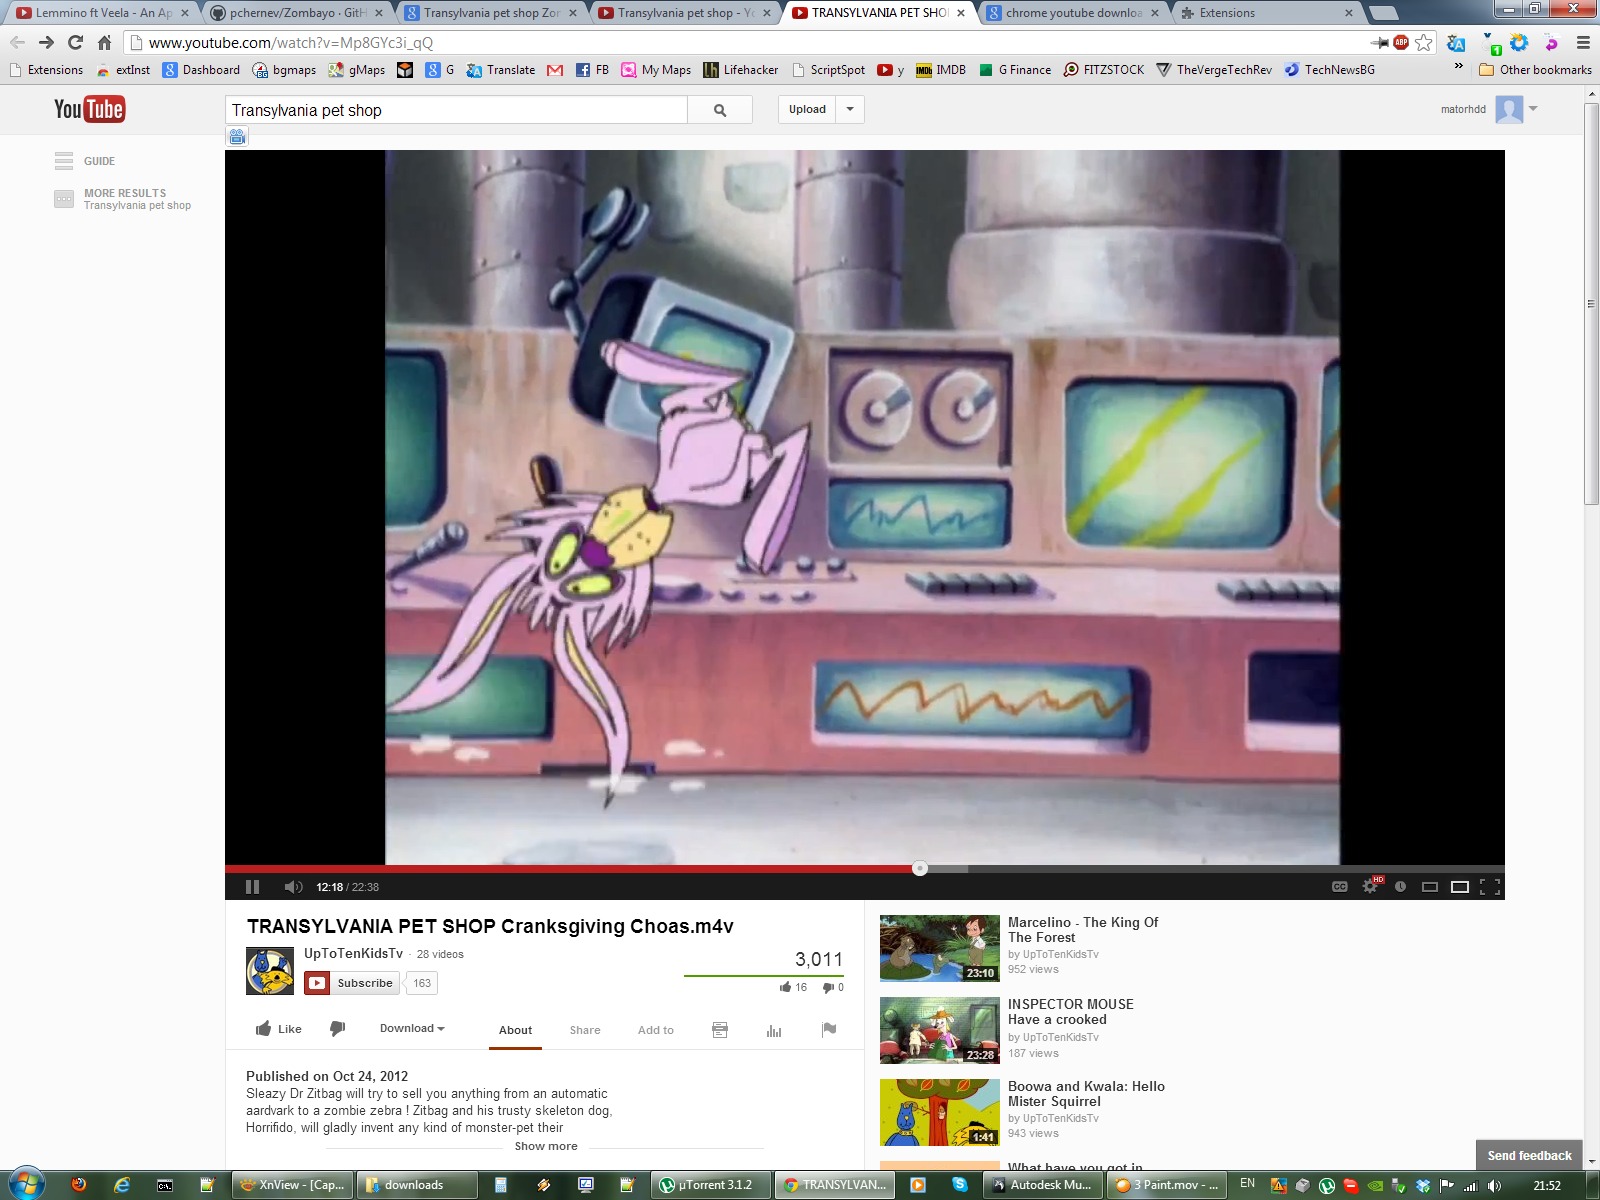 Lemmino ft Veela - An Ap
pchernev/Zombayo · GitH
Transylvania pet shop Zor
Transylvania pet shop - Yo
TRANSYLVANIA PET SHO
chrome youtube downloa
Extensions
www.youtube.com/watch?v=Mp8GYc3i_qQ
ABP
1
Extensions
extInst
Dashboard
bgmaps
gMaps
G
Translate
FB
My Maps
Lifehacker
ScriptSpot
y
IMDb IMDB
G Finance
FITZSTOCK
TheVergeTechRev
TechNewsBG
»
Other bookmarks
YouTube
Transylvania pet shop
Upload
matorhdd
GUIDE
MORE RESULTS
Transylvania pet shop
12:18 / 22:38
CC
HD
TRANSYLVANIA PET SHOP Cranksgiving Choas.m4v
UpToTenKidsTv · 28 videos
Subscribe 163
3,011
16 0
Like
Download
About
Share
Add to
Published on Oct 24, 2012
Sleazy Dr Zitbag will try to sell you anything from an automatic
aardvark to a zombie zebra ! Zitbag and his trusty skeleton dog,
Horrifido, will gladly invent any kind of monster-pet their
Show more
23:10
Marcelino - The King Of
The Forest
by UpToTenKidsTv
952 views
23:28
INSPECTOR MOUSE
Have a crooked
by UpToTenKidsTv
187 views
1:41
Boowa and Kwala: Hello
Mister Squirrel
by UpToTenKidsTv
943 views
What have you got in
Send feedback
XnView - [Cap...
downloads
µTorrent 3.1.2
TRANSYLVAN...
Autodesk Mu...
3 Paint.mov - ...
EN
21:52